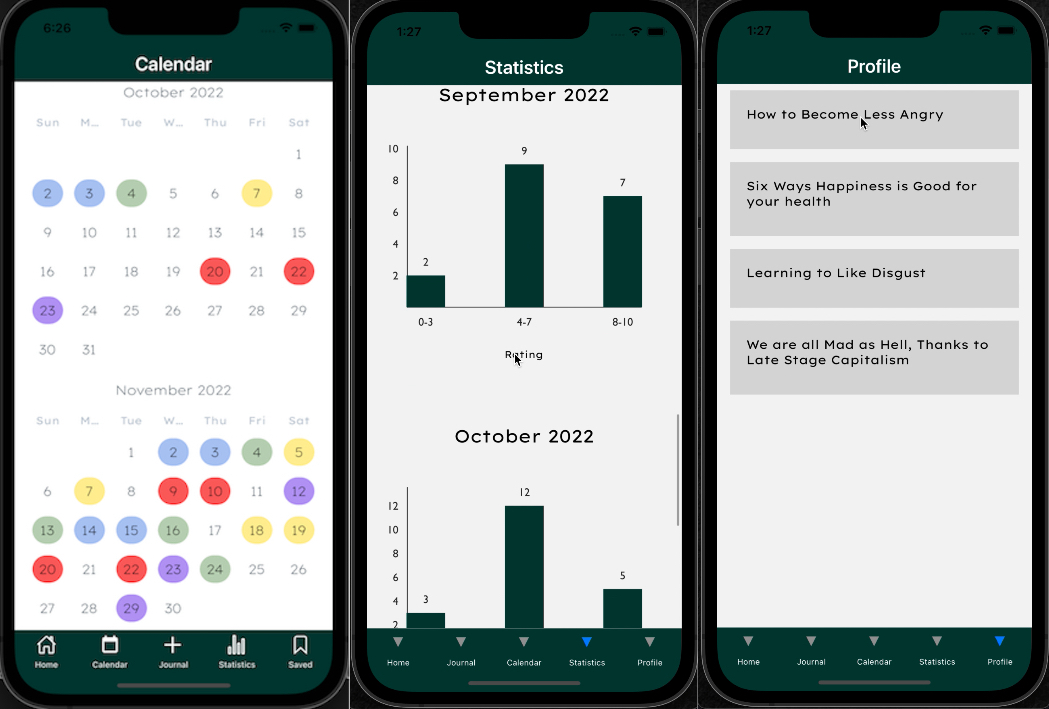 6:26
Calendar
October 2022
Sun M... Tue W... Thu Fri Sat
1
2 3 4 5 6 7 8
9 10 11 12 13 14 15
16 17 18 19 20 21 22
23 24 25 26 27 28 29
30 31
November 2022
Sun M... Tue W... Thu Fri Sat
1 2 3 4 5
6 7 8 9 10 11 12
13 14 15 16 17 18 19
20 21 22 23 24 25 26
27 28 29 30
Home Calendar Journal Statistics Saved
1:27
Statistics
September 2022
10
9
8
7
6
4
2
2
0-3 4-7 8-10
Rating
October 2022
12
12
10
8
6
5
4
3
2
Home Journal Calendar Statistics Profile
1:27
Profile
How to Become Less Angry
Six Ways Happiness is Good for
your health
Learning to Like Disgust
We are all Mad as Hell, Thanks to
Late Stage Capitalism
Home Journal Calendar Statistics Profile